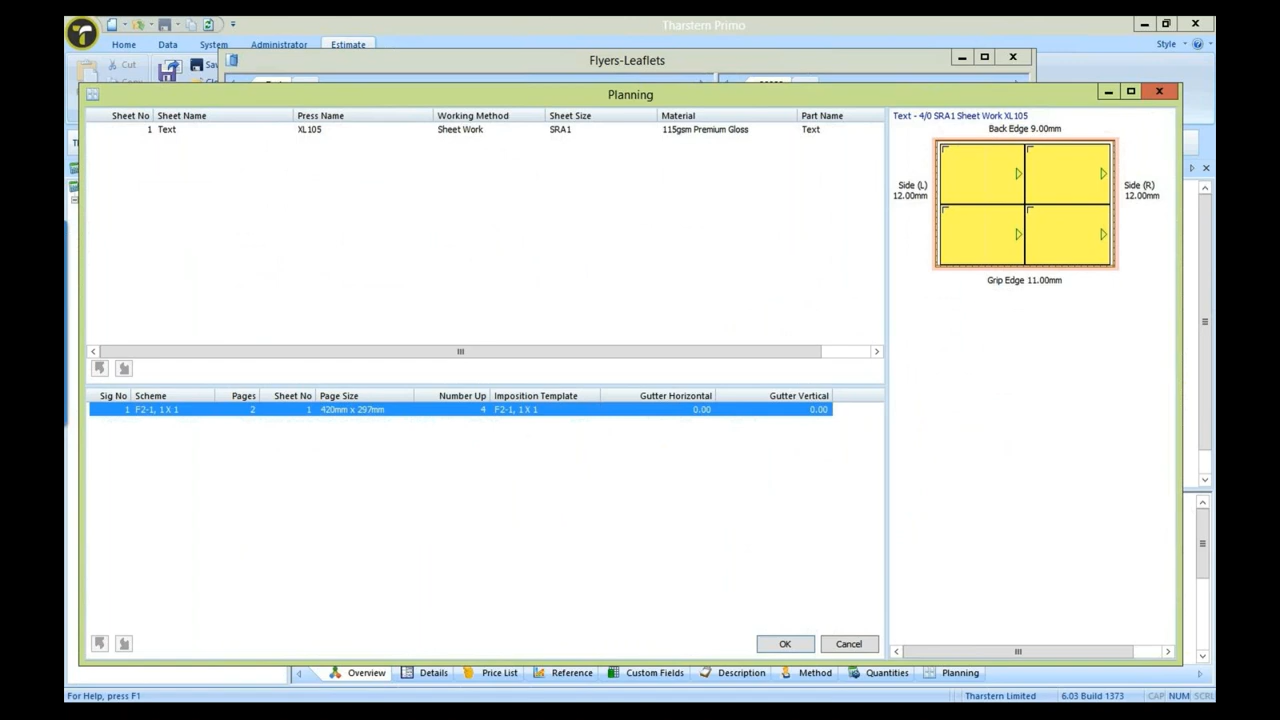 Tharstern Primo
Home Data System Administrator Estimate
Style
Cut
Flyers-Leaflets
Planning
Sheet No Sheet Name Press Name Working Method Sheet Size Material Part Name
1 Text XL105 Sheet Work SRA1 115gsm Premium Gloss Text
Text - 4/0 SRA1 Sheet Work XL105
Back Edge 9.00mm
Side (L)
12.00mm
Side (R)
12.00mm
Grip Edge 11.00mm
Sig No Scheme Pages Sheet No Page Size Number Up Imposition Template Gutter Horizontal Gutter Vertical
1 F2-1, 1 X 1 2 1 420mm x 297mm 4 F2-1, 1 X 1 0.00 0.00
OK Cancel
Overview Details Price List Reference Custom Fields Description Method Quantities Planning
For Help, press F1 Tharstern Limited 6.03 Build 1373 CAP NUM SCRL